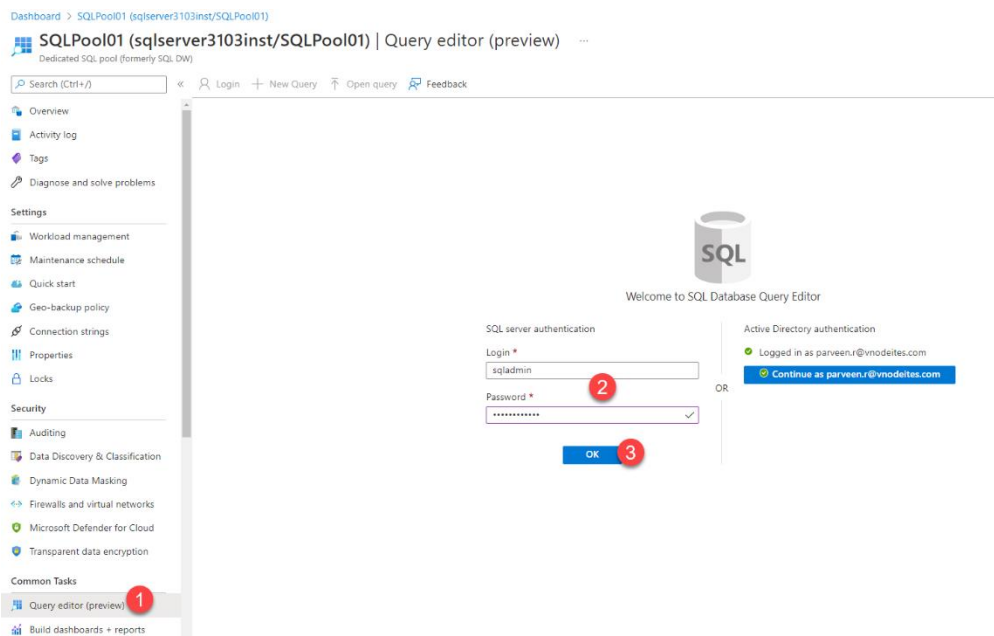 Dashboard > SQLPool01 (sqlserver3103inst/SQLPool01)
SQLPool01 (sqlserver3103inst/SQLPool01) | Query editor (preview) ...
Dedicated SQL pool (formerly SQL DW)
Search (Ctrl+/)
« Login + New Query Open query Feedback
Overview
Activity log
Tags
Diagnose and solve problems
Settings
Workload management
Maintenance schedule
Quick start
Geo-backup policy
Connection strings
Properties
Locks
Security
Auditing
Data Discovery & Classification
Dynamic Data Masking
Firewalls and virtual networks
Microsoft Defender for Cloud
Transparent data encryption
Common Tasks
Query editor (preview) 1
Build dashboards + reports
SQL
Welcome to SQL Database Query Editor
SQL server authentication
Login *
sqladmin
2
Password *
............
OK 3
OR
Active Directory authentication
Logged in as parveen.r@vnodeites.com
Continue as parveen.r@vnodeites.com